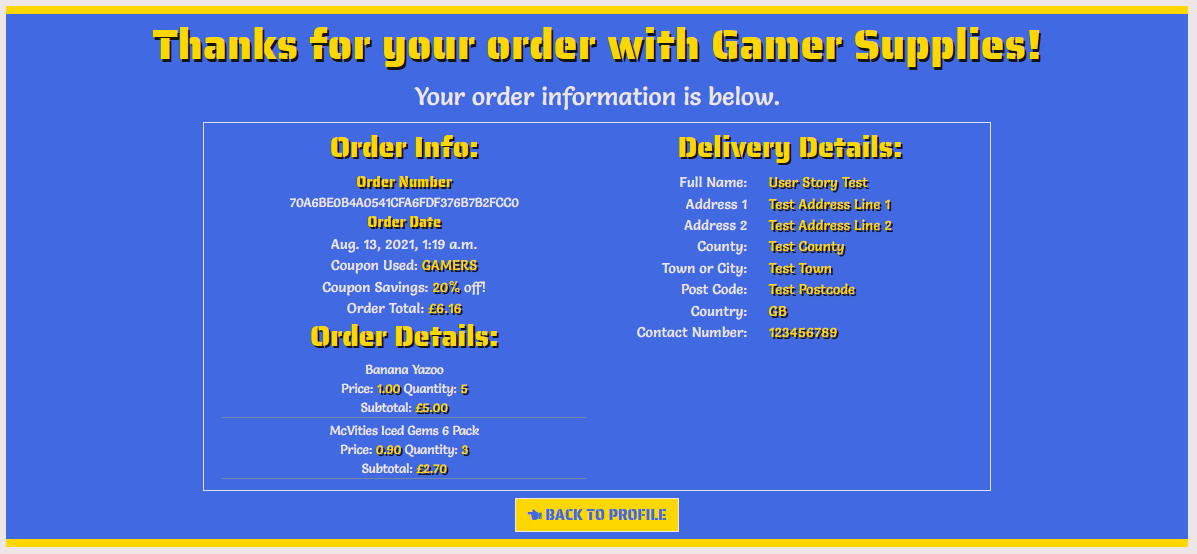 Thanks for your order with Gamer Supplies!
Your order information is below.
Order Info:
Order Number
70A6BE0B4A0541CFA6FDF376B7B2FCC0
Order Date
Aug. 13, 2021, 1:19 a.m.
Coupon Used: GAMERS
Coupon Savings: 20% off!
Order Total: £6.16
Order Details:
Banana Yazoo
Price: 1.00 Quantity: 5
Subtotal: £5.00
McVities Iced Gems 6 Pack
Price: 0.90 Quantity: 3
Subtotal: £2.70
Delivery Details:
Full Name: User Story Test
Address 1 Test Address Line 1
Address 2 Test Address Line 2
County: Test County
Town or City: Test Town
Post Code: Test Postcode
Country: GB
Contact Number: 123456789
BACK TO PROFILE